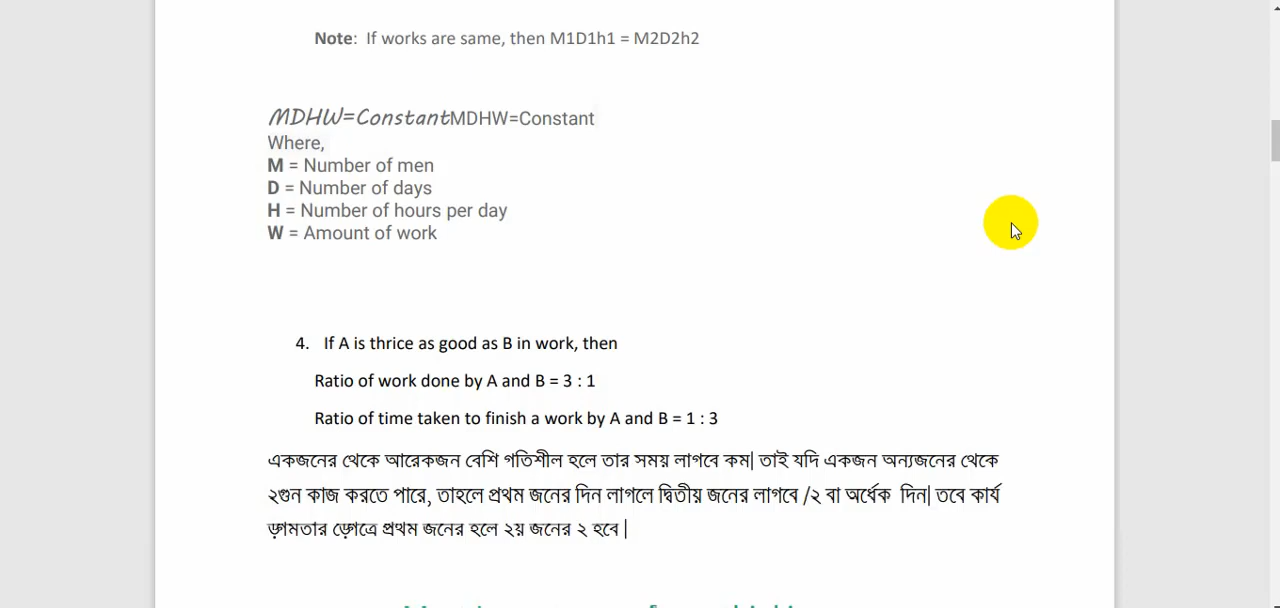 Note: If works are same, then M1D1h1 = M2D2h2
MDHW=ConstantMDHW=Constant
Where,
M = Number of men
D = Number of days
H = Number of hours per day
W = Amount of work
4. If A is thrice as good as B in work, then
Ratio of work done by A and B = 3 : 1
Ratio of time taken to finish a work by A and B = 1 : 3
একজনের থেকে আরেকজন বেশি গতিশীল হলে তার সময় লাগবে কম| তাই যদি একজন অন্যজনের থেকে
২গুন কাজ করতে পারে, তাহলে প্রথম জনের দিন লাগলে দ্বিতীয় জনের লাগবে /২ বা অর্ধেক দিন| তবে কার্য
প্রথম জনের হলে ২য় জনের ২ হবে |